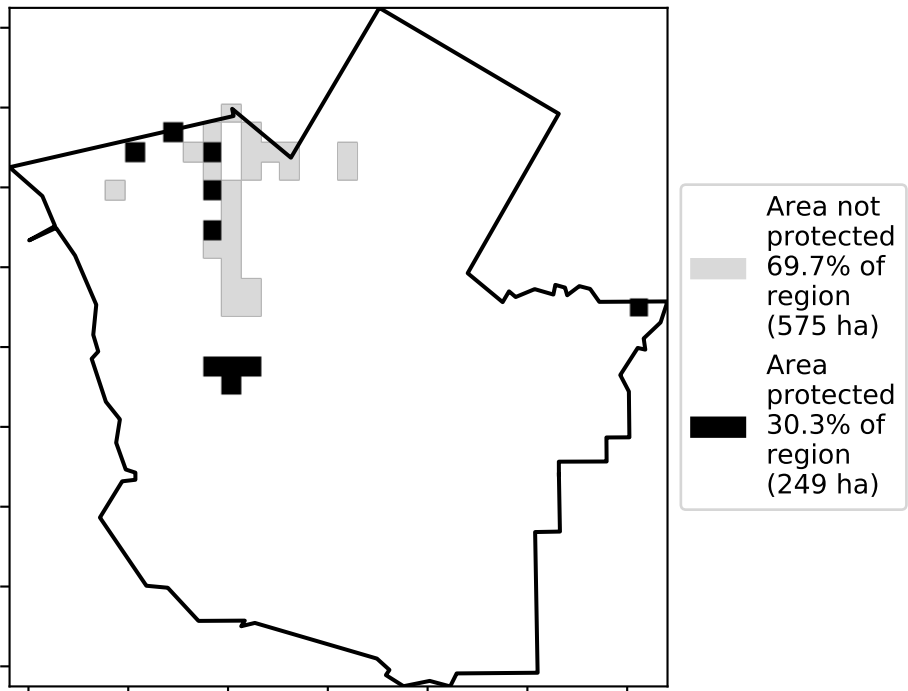 Area not
protected
69.7% of
region
(575 ha)
Area
protected
30.3% of
region
(249 ha)